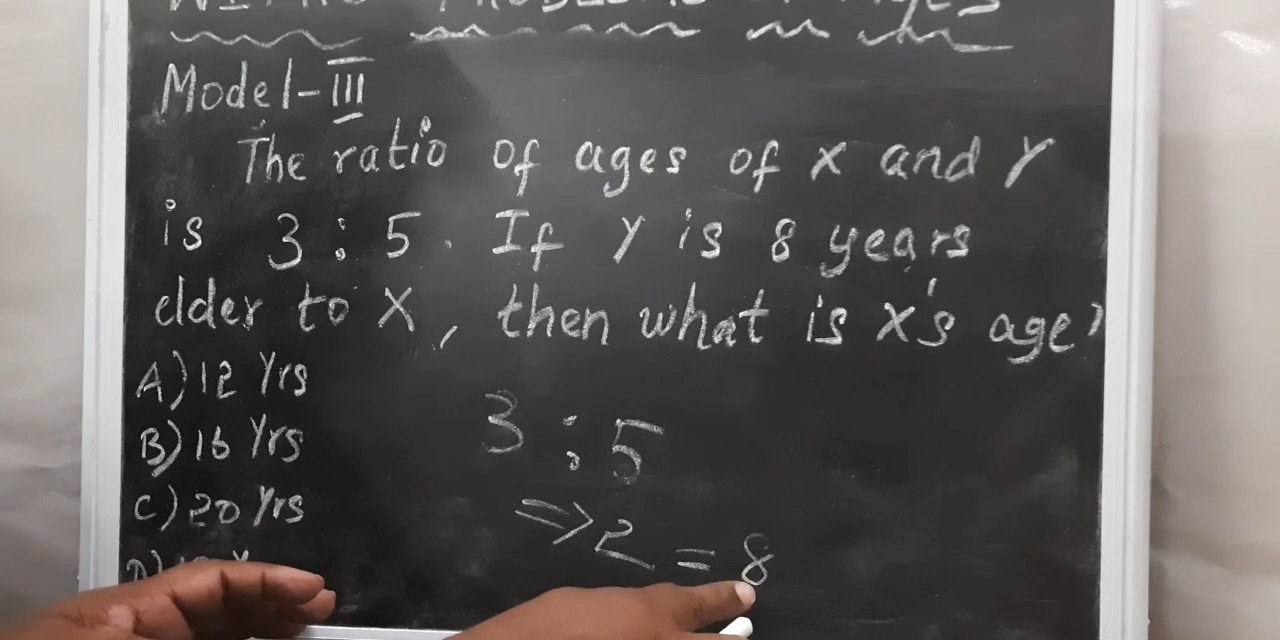 Model-III
The ratio of ages of X and Y
is 3 : 5. If Y is 8 years
elder to X, then what is X's age?
A) 12 Yrs
B) 16 Yrs
C) 20 Yrs
3 : 5
⇒ 2 = 8